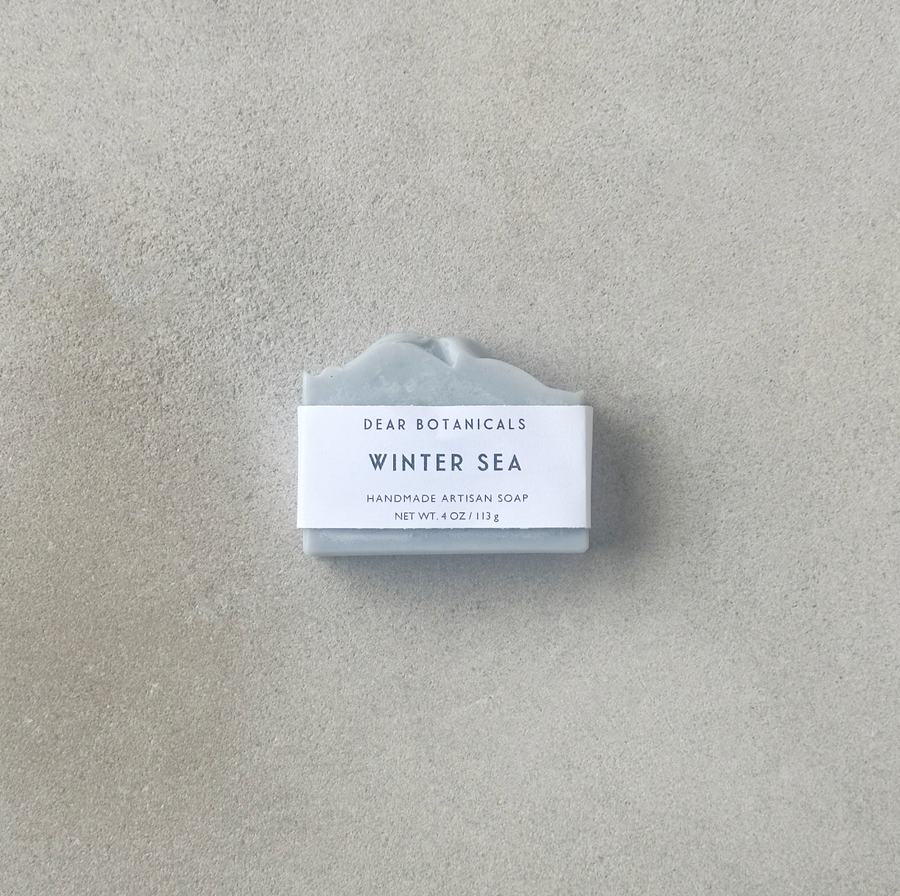 DEAR BOTANICALS
WINTER SEA
HANDMADE ARTISAN SOAP
NET WT. 4 OZ / 113 g